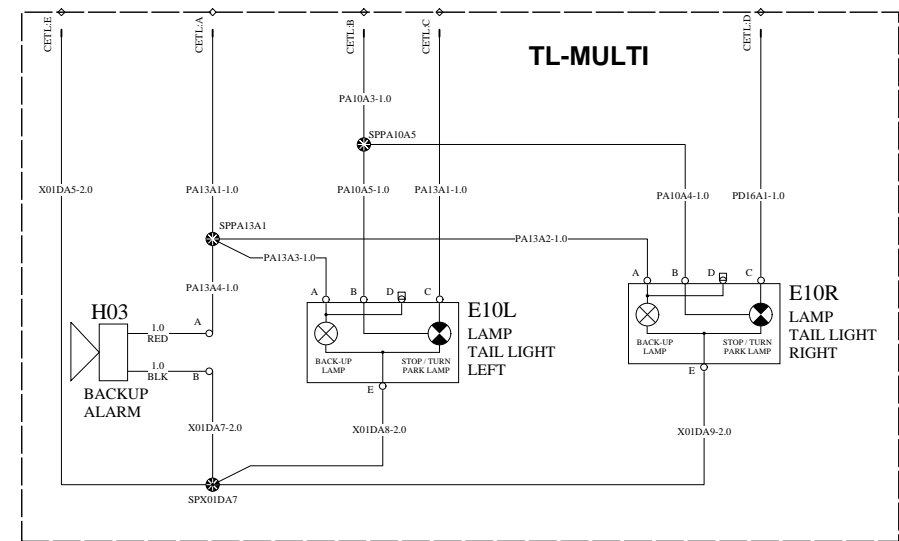 CETL:E
CETL:A
CETL:B
CETL:C
CETL:D
TL-MULTI
PA10A3-1.0
SPPA10A5
X01DA5-2.0
PA13A1-1.0
PA10A5-1.0
PA13A1-1.0
PA10A4-1.0
PD16A1-1.0
SPPA13A1
PA13A2-1.0
PA13A3-1.0
PA13A4-1.0
A
B
D
C
E10L
LAMP
TAIL LIGHT
LEFT
BACK-UP
LAMP
STOP / TURN
PARK LAMP
E
A
B
D
C
E10R
LAMP
TAIL LIGHT
RIGHT
BACK-UP
LAMP
STOP / TURN
PARK LAMP
E
H03
1.0
RED
A
1.0
BLK
B
BACKUP
ALARM
X01DA7-2.0
X01DA8-2.0
X01DA9-2.0
SPX01DA7